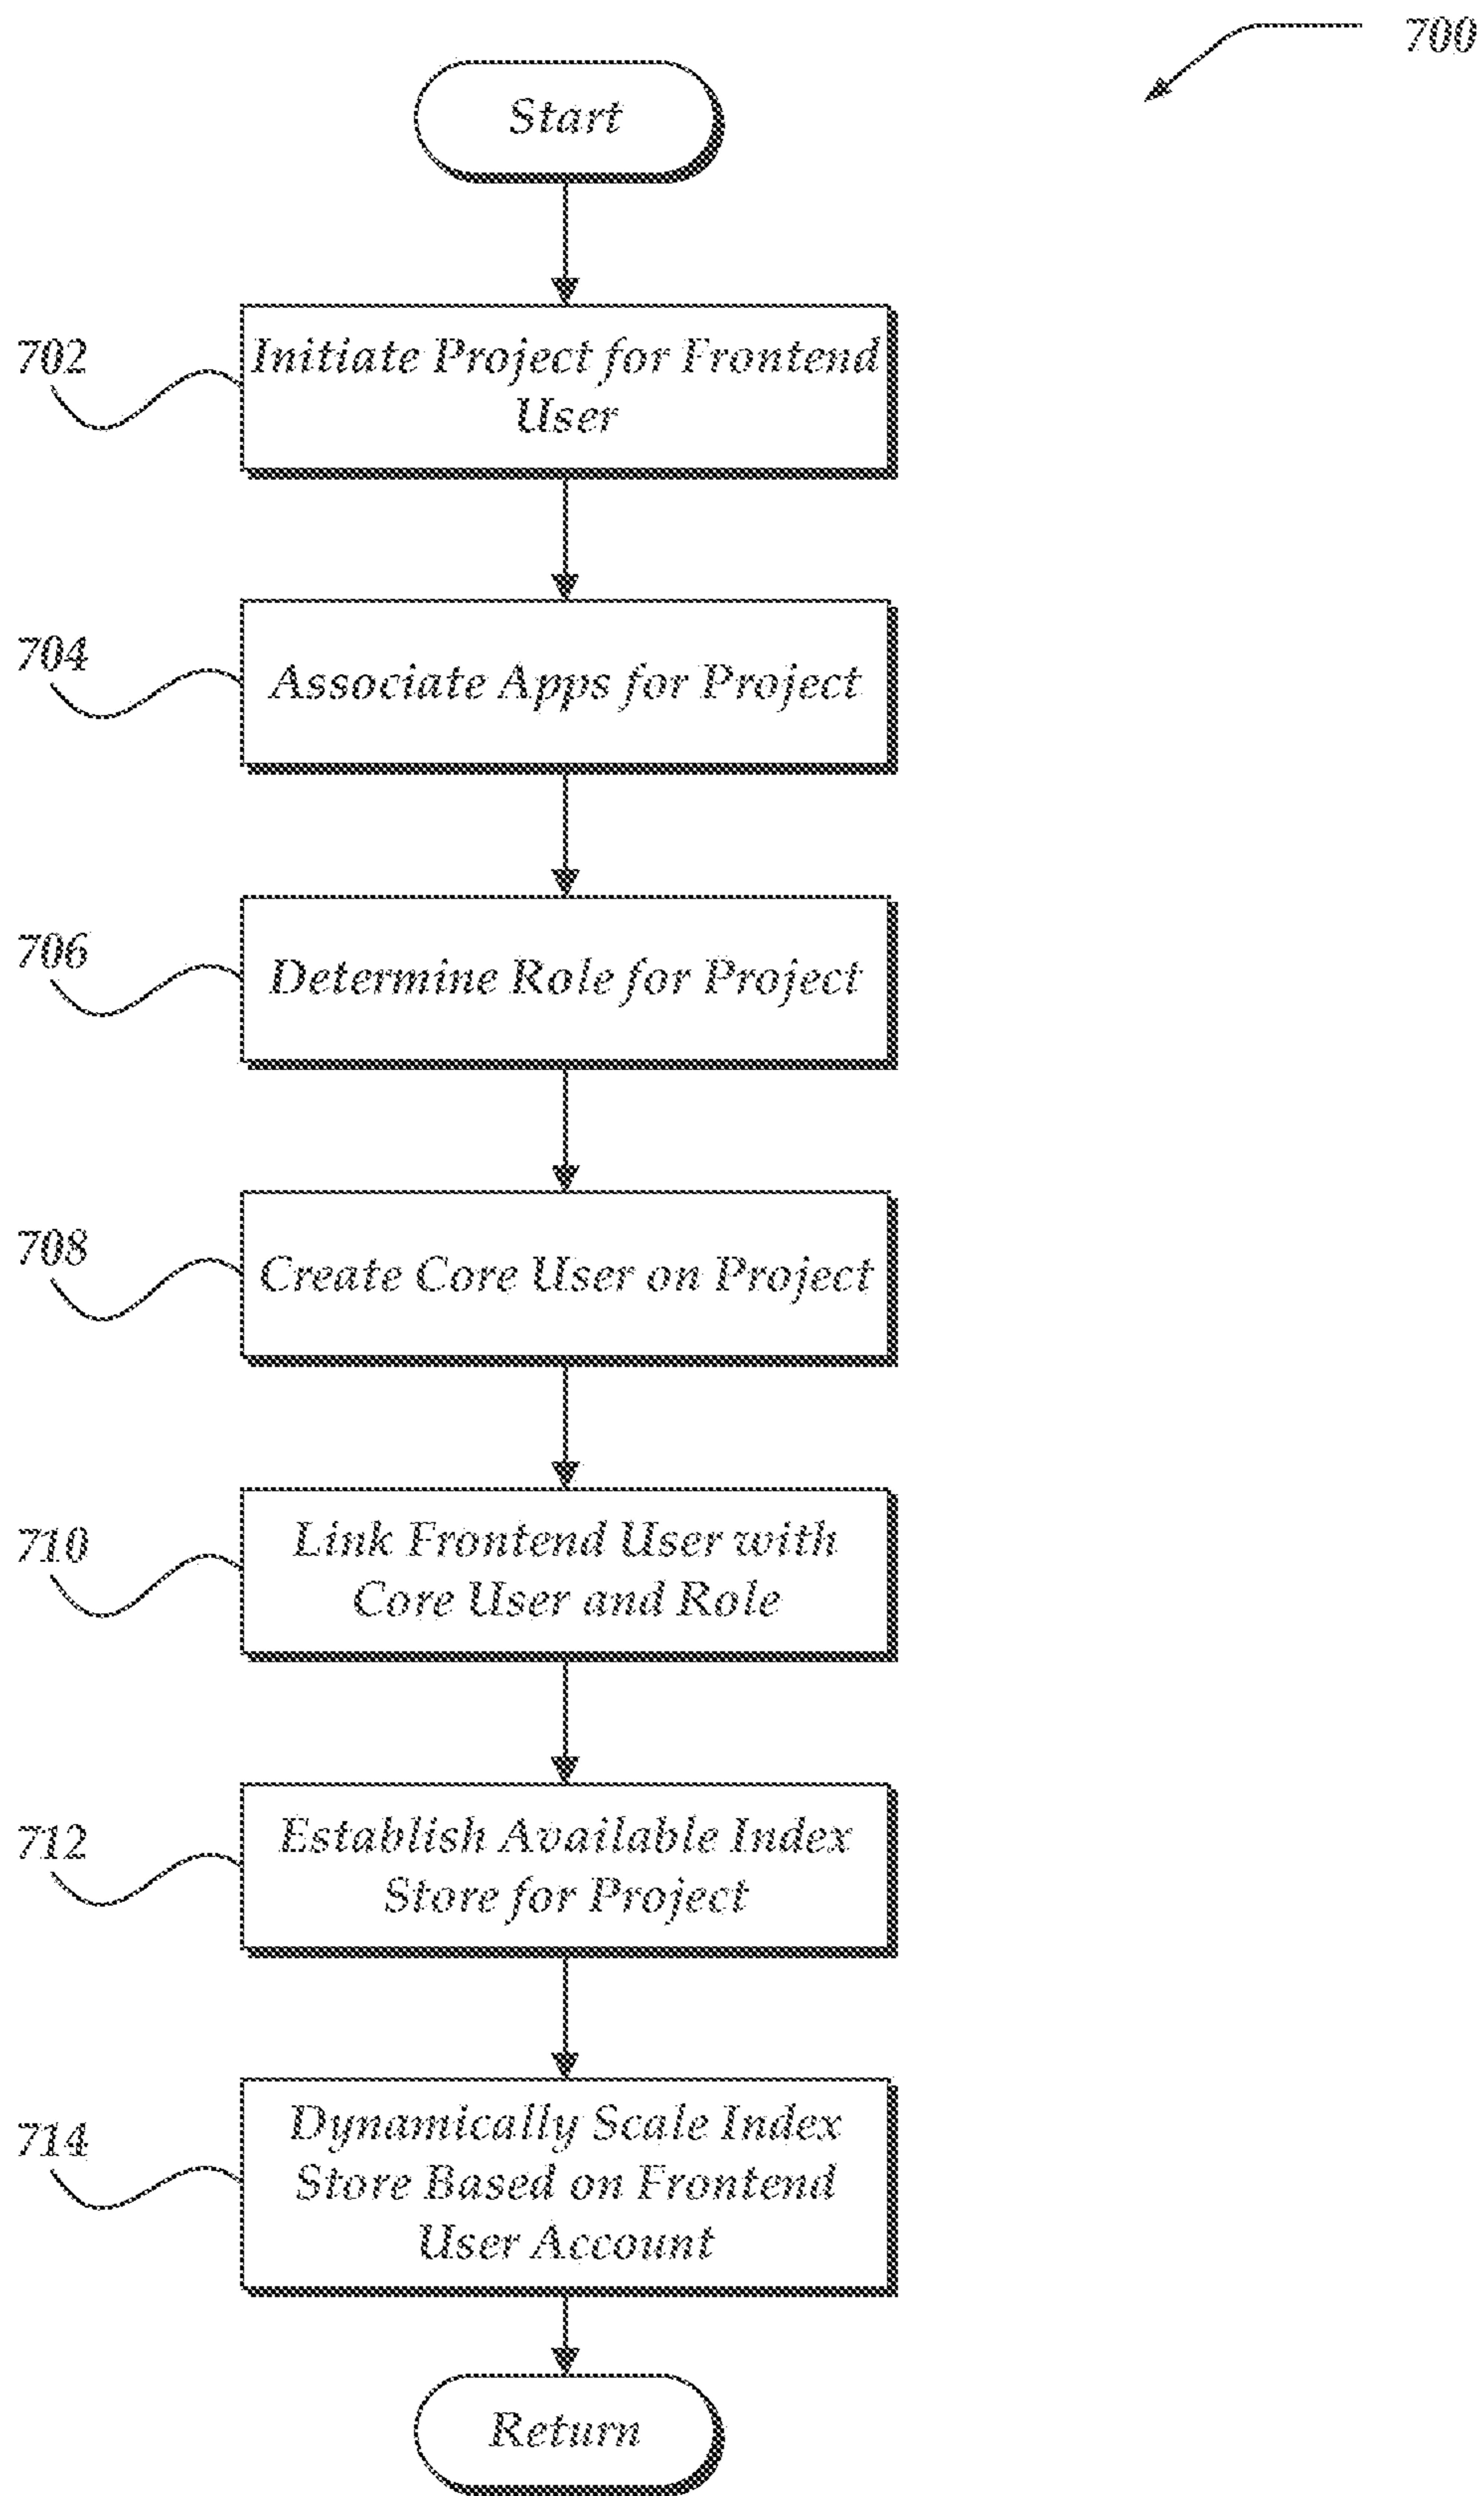 700
Start
702
Initiate Project for Frontend
User
704
Associate Apps for Project
706
Determine Role for Project
708
Create Core User on Project
710
Link Frontend User with
Core User and Role
712
Establish Available Index
Store for Project
714
Dynamically Scale Index
Store Based on Frontend
User Account
Return